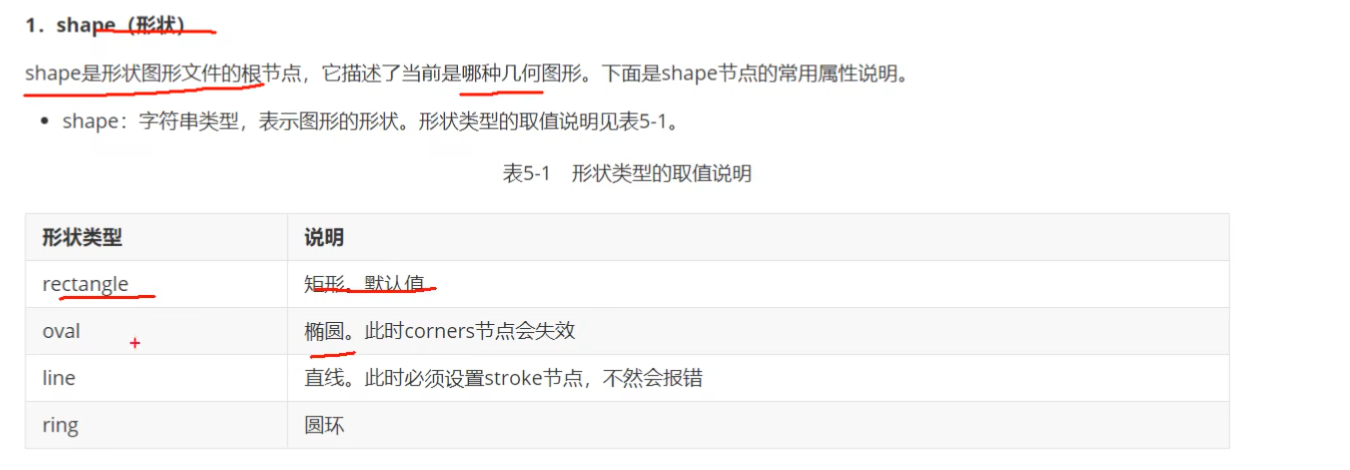 1. shape（形状）
shape是形状图形文件的根节点，它描述了当前是哪种几何图形。下面是shape节点的常用属性说明。
• shape：字符串类型，表示图形的形状。形状类型的取值说明见表5-1。
表5-1 形状类型的取值说明
形状类型 说明
rectangle 矩形。默认值
oval 椭圆。此时corners节点会失效
line 直线。此时必须设置stroke节点，不然会报错
ring 圆环